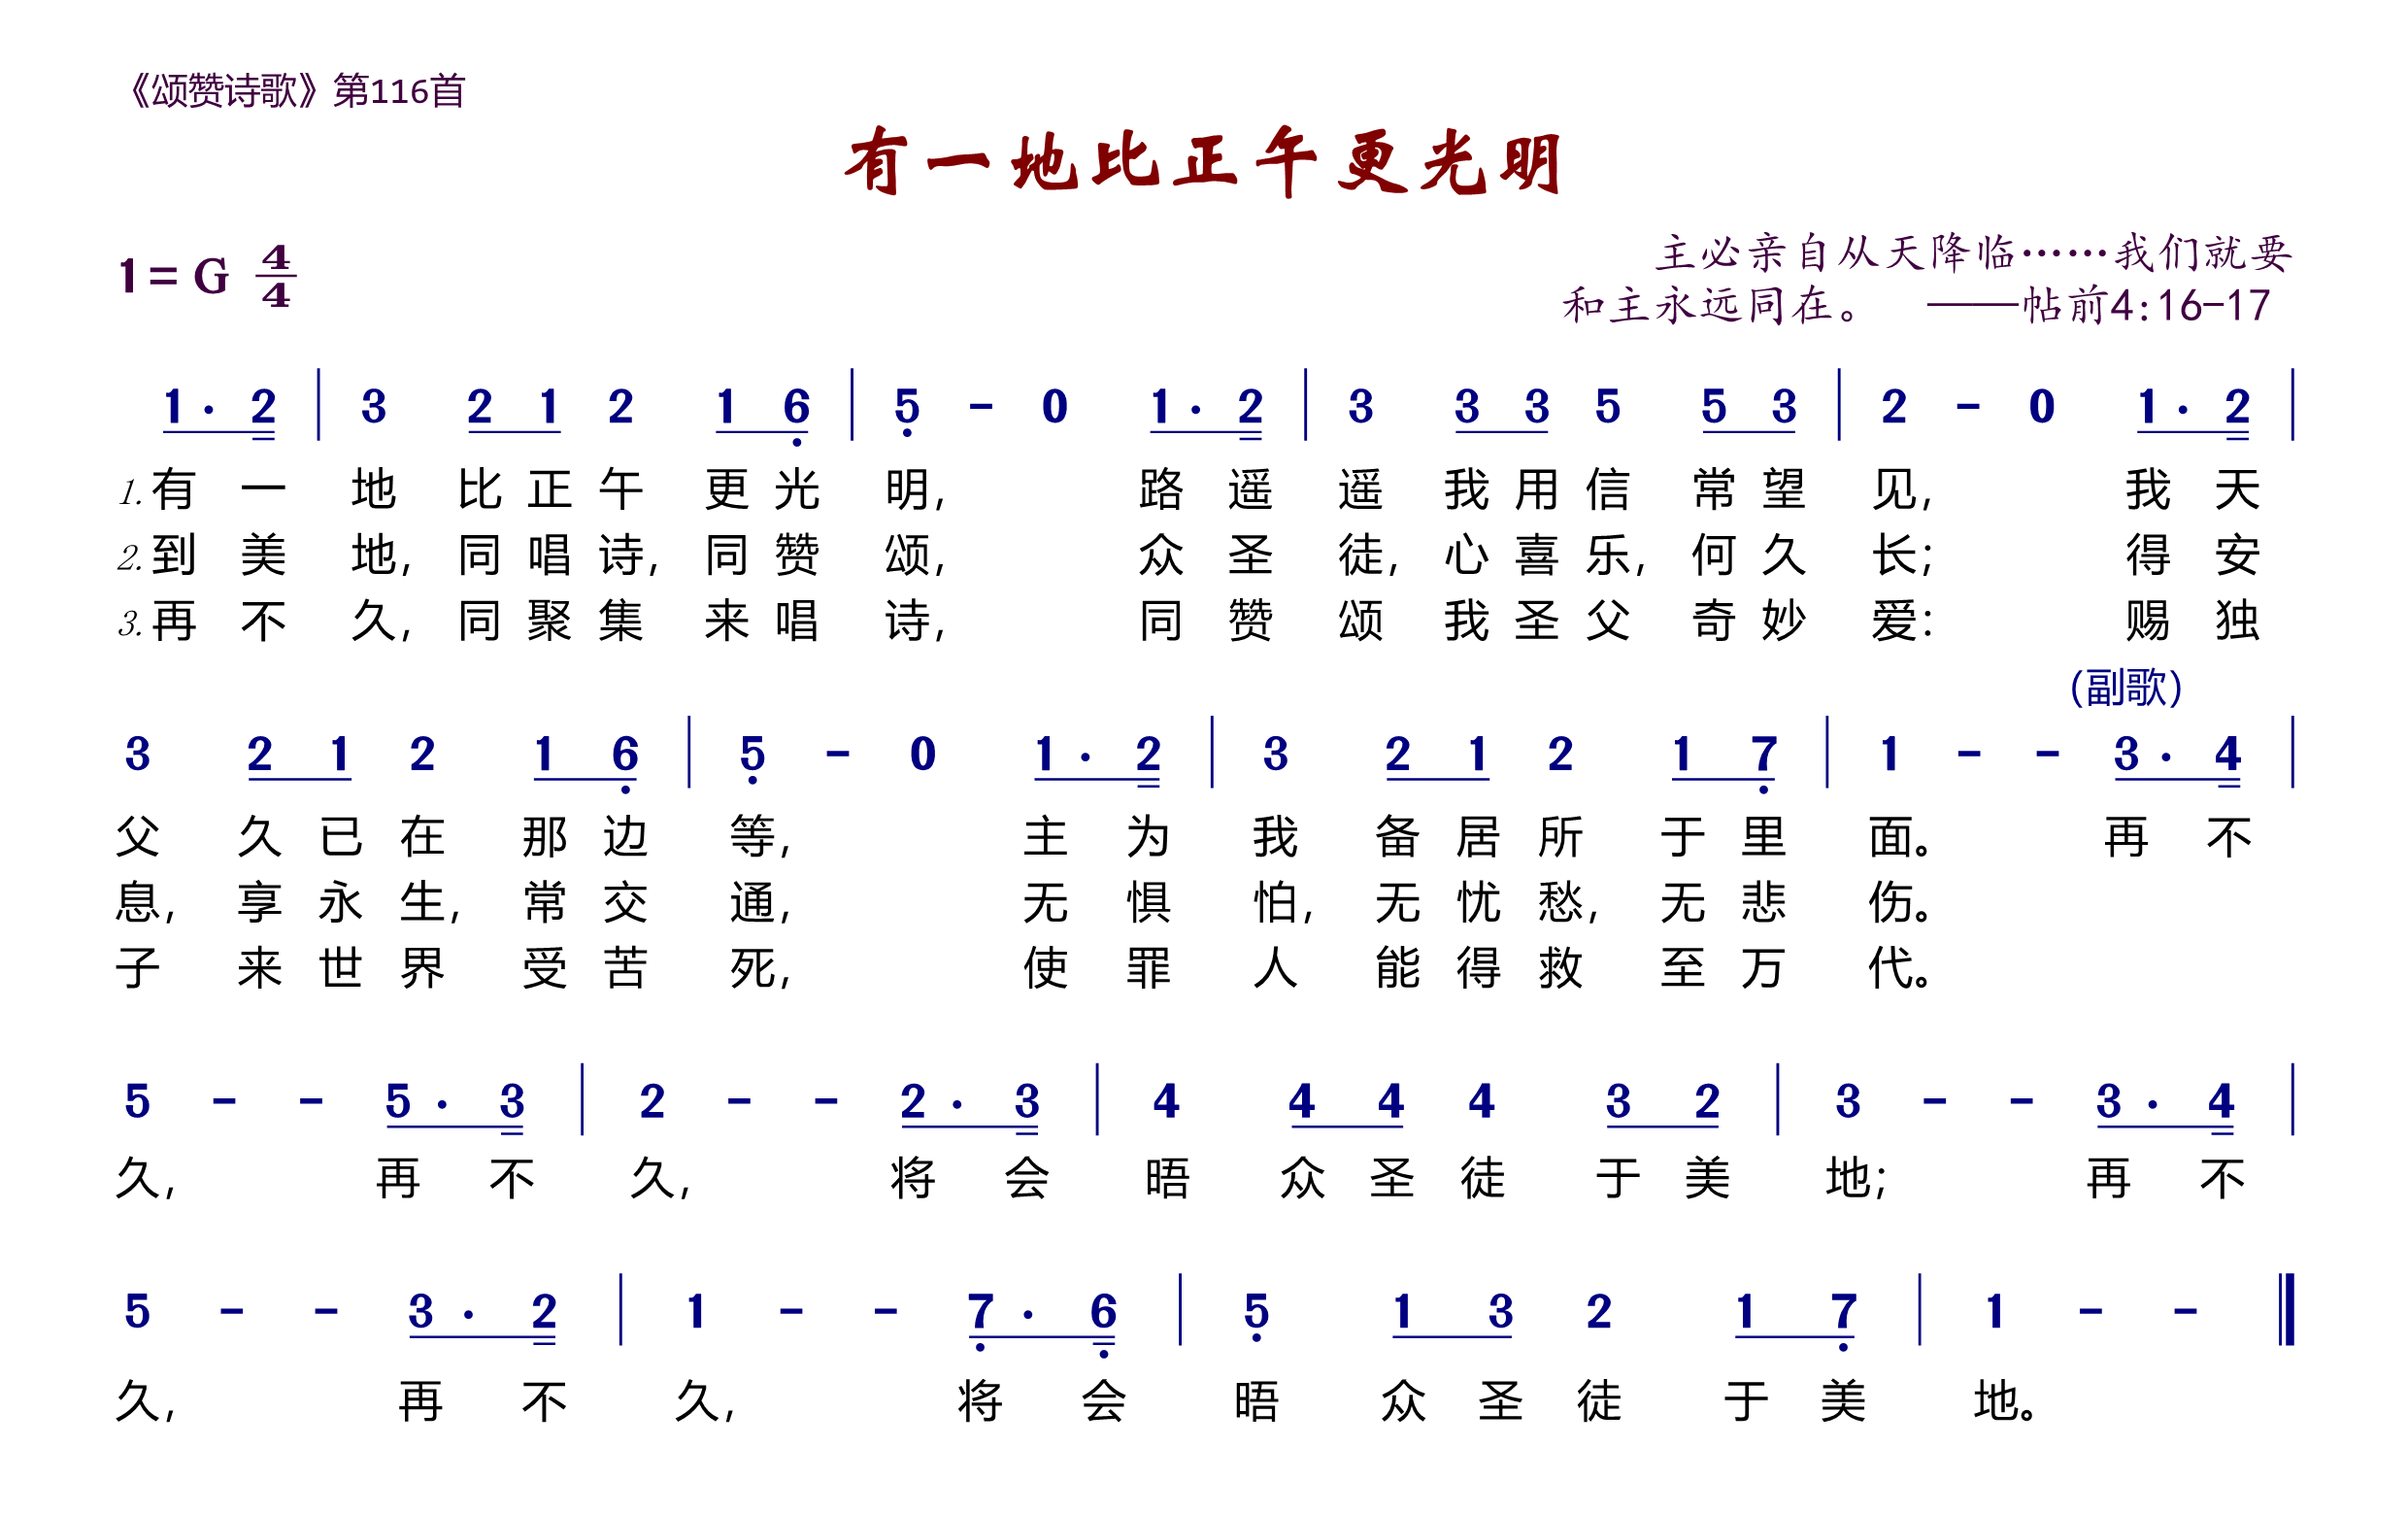 《颂赞诗歌》第116首
有一地比正午更光明
1= G 4/4
主必亲自从天降临……我们就要
和主永远同在。 ——帖前4:16-17
1 · 2 | 3 2 1 2 1 6 | 5 - 0 1 · 2 | 3 3 3 5 5 3 | 2 - 0 1 · 2 |
1. 有 一 地 比 正 午 更 光 明, 路 遥 遥 我 用 信 常 望 见, 我 天
2. 到 美 地, 同 唱 诗, 同 赞 颂, 众 圣 徒, 心 喜 乐, 何 久 长; 得 安
3. 再 不 久, 同 聚 集 来 唱 诗, 同 赞 颂 我 圣 父 奇 妙 爱: 赐 独
(副歌)
3 2 1 2 1 6 | 5 - 0 1 · 2 | 3 2 1 2 1 7 | 1 - - 3 · 4 |
父 久 已 在 那 边 等, 主 为 我 备 居 所 于 里 面。 再 不
息, 享 永 生, 常 交 通, 无 惧 怕, 无 忧 愁, 无 悲 伤。
子 来 世 界 受 苦 死, 使 罪 人 能 得 救 至 万 代。
5 - - 5 · 3 | 2 - - 2 · 3 | 4 4 4 4 3 2 | 3 - - 3 · 4 |
久, 再 不 久, 将 会 晤 众 圣 徒 于 美 地; 再 不
5 - - 3 · 2 | 1 - - 7 · 6 | 5 1 3 2 1 7 | 1 - - ‖
久, 再 不 久, 将 会 晤 众 圣 徒 于 美 地。